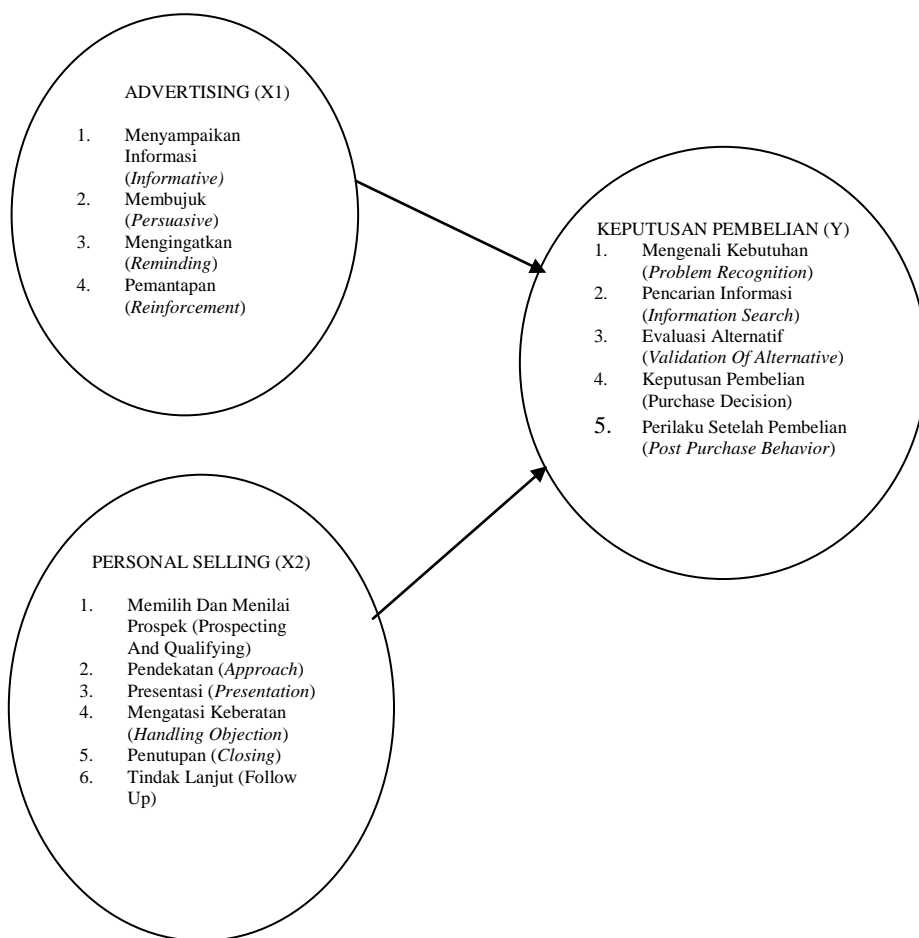 ADVERTISING (X1)
1. Menyampaikan
Informasi
(Informative)
2. Membujuk
(Persuasive)
3. Mengingatkan
(Reminding)
4. Pemantapan
(Reinforcement)
KEPUTUSAN PEMBELIAN (Y)
1. Mengenali Kebutuhan
(Problem Recognition)
2. Pencarian Informasi
(Information Search)
3. Evaluasi Alternatif
(Validation Of Alternative)
4. Keputusan Pembelian
(Purchase Decision)
5. Perilaku Setelah Pembelian
(Post Purchase Behavior)
PERSONAL SELLING (X2)
1. Memilih Dan Menilai
Prospek (Prospecting
And Qualifying)
2. Pendekatan (Approach)
3. Presentasi (Presentation)
4. Mengatasi Keberatan
(Handling Objection)
5. Penutupan (Closing)
6. Tindak Lanjut (Follow
Up)